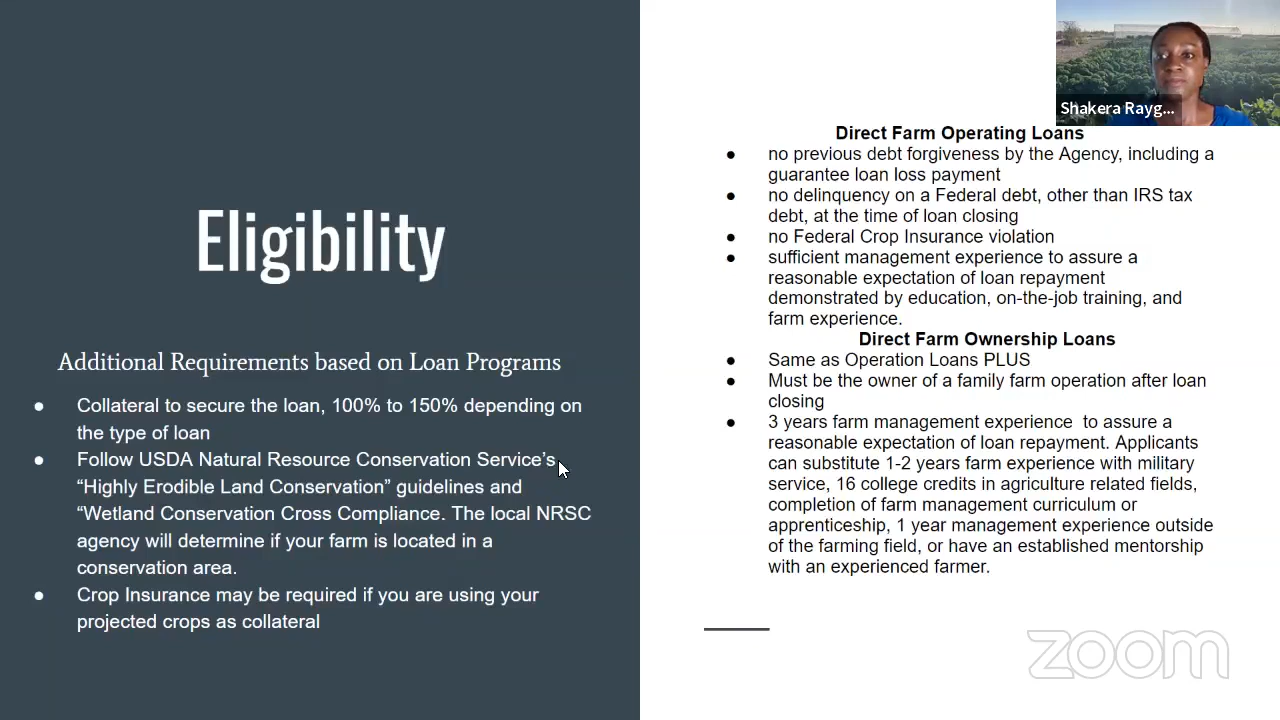 Eligibility
Additional Requirements based on Loan Programs
● Collateral to secure the loan, 100% to 150% depending on
the type of loan
● Follow USDA Natural Resource Conservation Service’s
“Highly Erodible Land Conservation” guidelines and
“Wetland Conservation Cross Compliance. The local NRSC
agency will determine if your farm is located in a
conservation area.
● Crop Insurance may be required if you are using your
projected crops as collateral
Shakera Rayg...
Direct Farm Operating Loans
● no previous debt forgiveness by the Agency, including a
guarantee loan loss payment
● no delinquency on a Federal debt, other than IRS tax
debt, at the time of loan closing
● no Federal Crop Insurance violation
● sufficient management experience to assure a
reasonable expectation of loan repayment
demonstrated by education, on-the-job training, and
farm experience.
Direct Farm Ownership Loans
● Same as Operation Loans PLUS
● Must be the owner of a family farm operation after loan
closing
● 3 years farm management experience to assure a
reasonable expectation of loan repayment. Applicants
can substitute 1-2 years farm experience with military
service, 16 college credits in agriculture related fields,
completion of farm management curriculum or
apprenticeship, 1 year management experience outside
of the farming field, or have an established mentorship
with an experienced farmer.
zoom